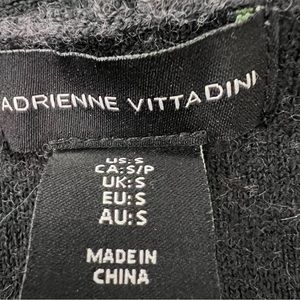 ADRIENNE VITTADINI
US: S
CA: S/P
UK: S
EU: S
AU: S
MADE IN
CHINA